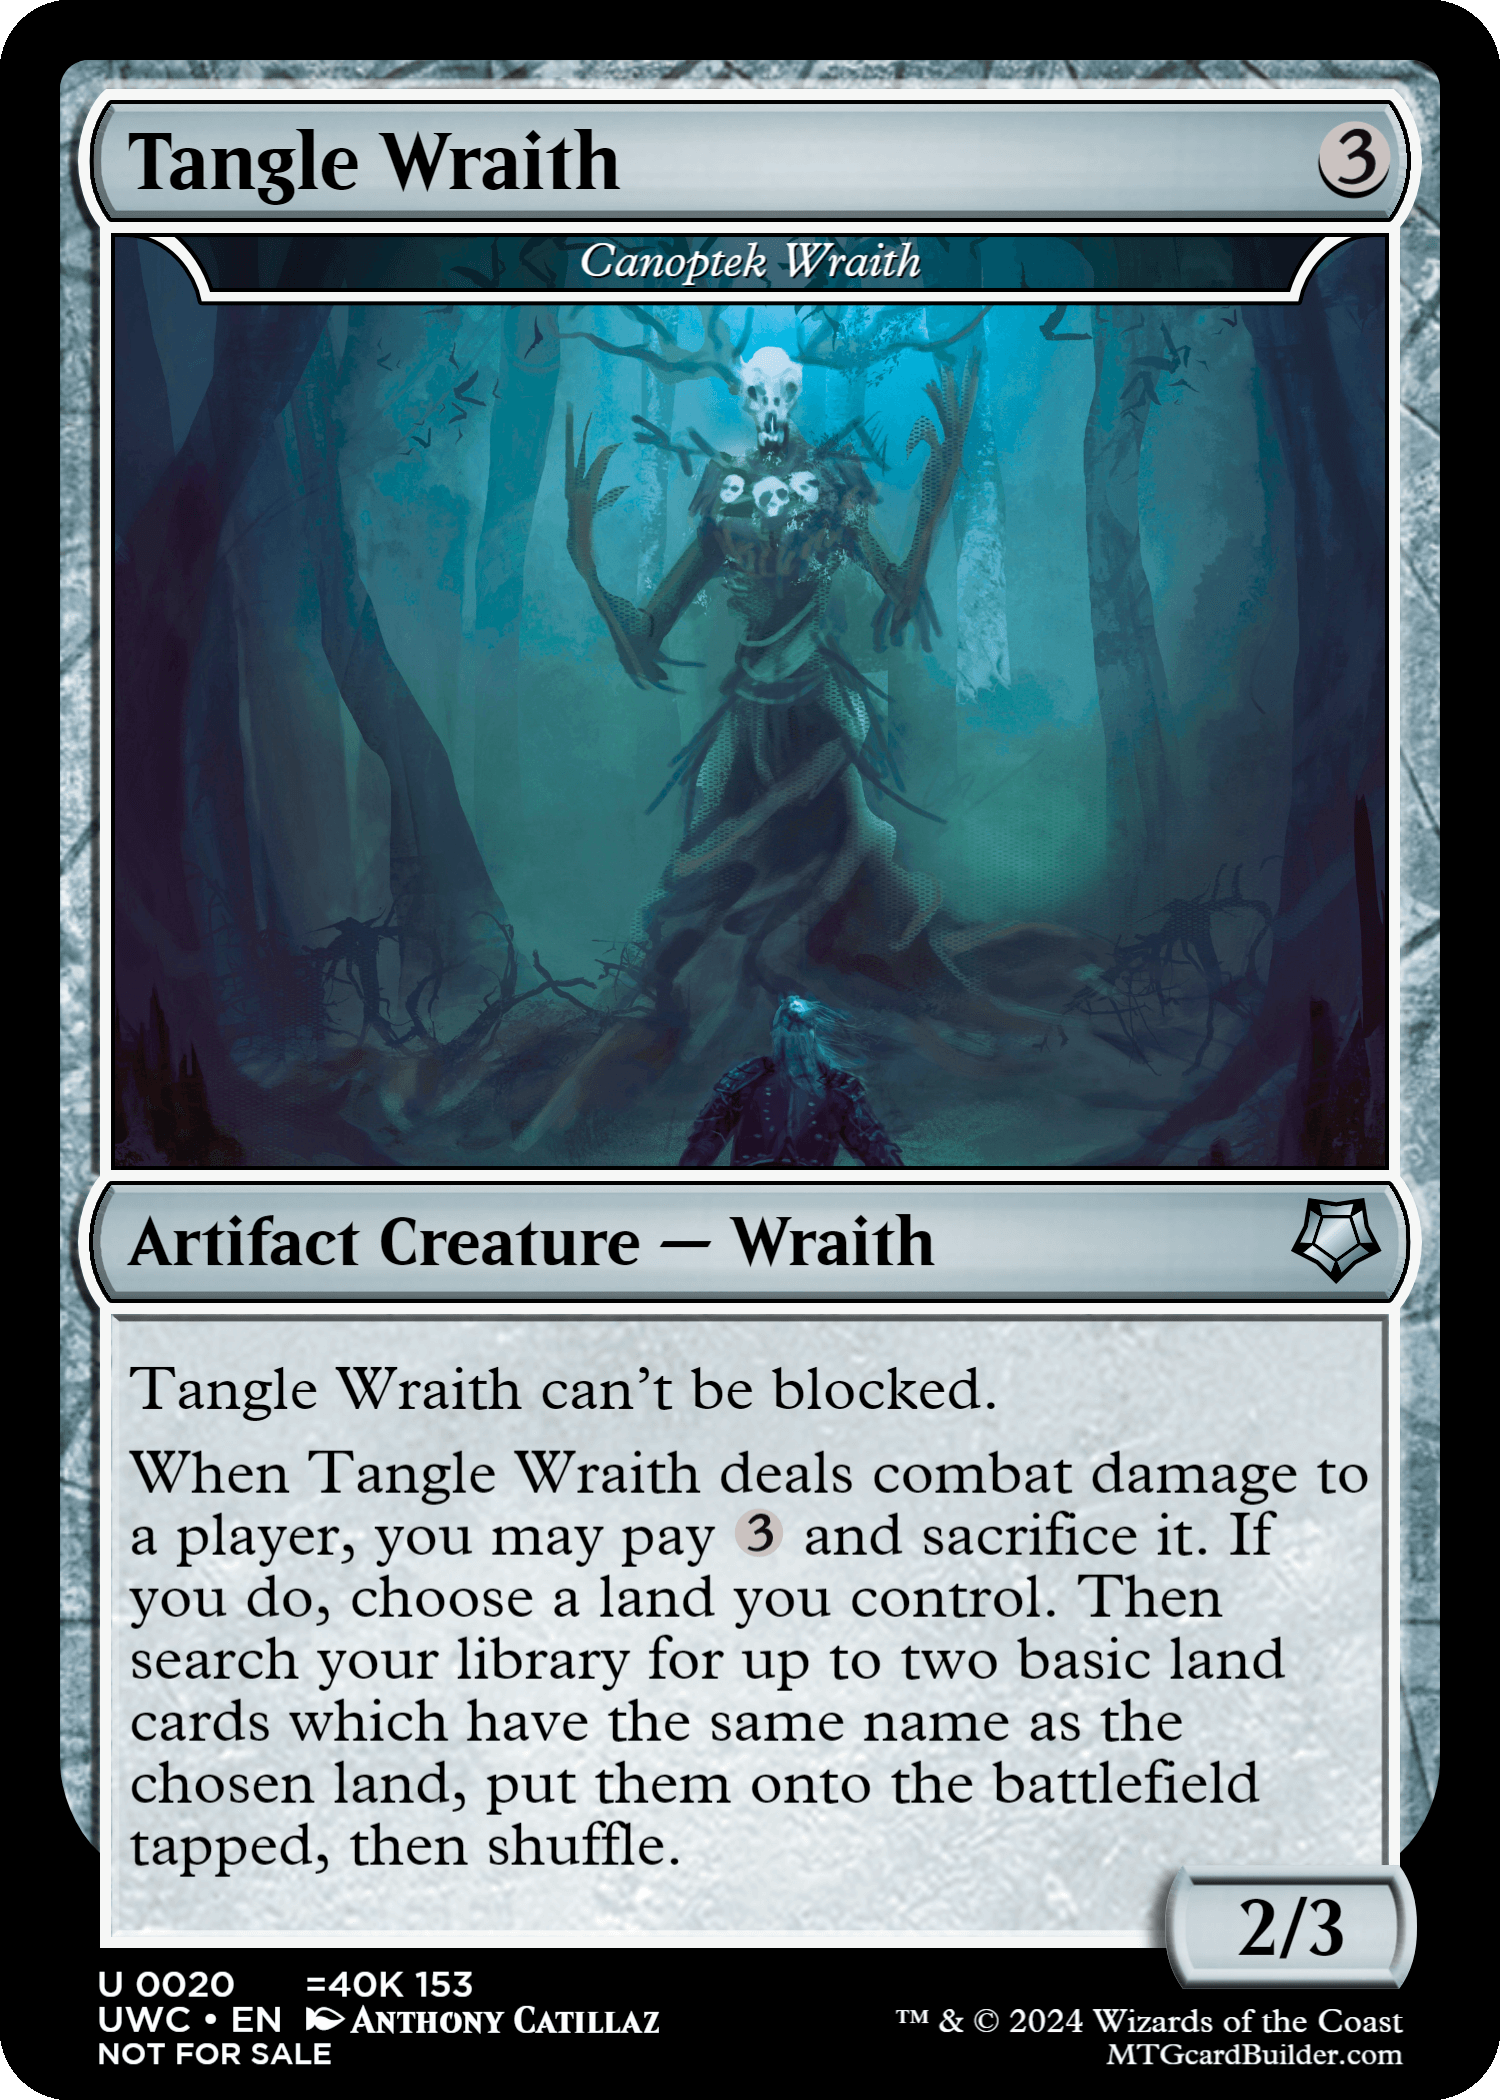 Tangle Wraith 3
Canoptek Wraith
Artifact Creature — Wraith
Tangle Wraith can't be blocked.
When Tangle Wraith deals combat damage to
a player, you may pay 3 and sacrifice it. If
you do, choose a land you control. Then
search your library for up to two basic land
cards which have the same name as the
chosen land, put them onto the battlefield
tapped, then shuffle.
2/3
U 0020 =40K 153
UWC • EN Anthony Catillaz
NOT FOR SALE
™ & © 2024 Wizards of the Coast
MTGcardBuilder.com